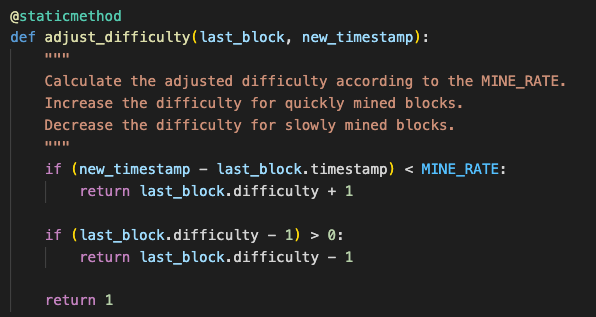 @staticmethod
def adjust_difficulty(last_block, new_timestamp):
    """
    Calculate the adjusted difficulty according to the MINE_RATE.
    Increase the difficulty for quickly mined blocks.
    Decrease the difficulty for slowly mined blocks.
    """
    if (new_timestamp - last_block.timestamp) < MINE_RATE:
        return last_block.difficulty + 1

    if (last_block.difficulty - 1) > 0:
        return last_block.difficulty - 1

    return 1